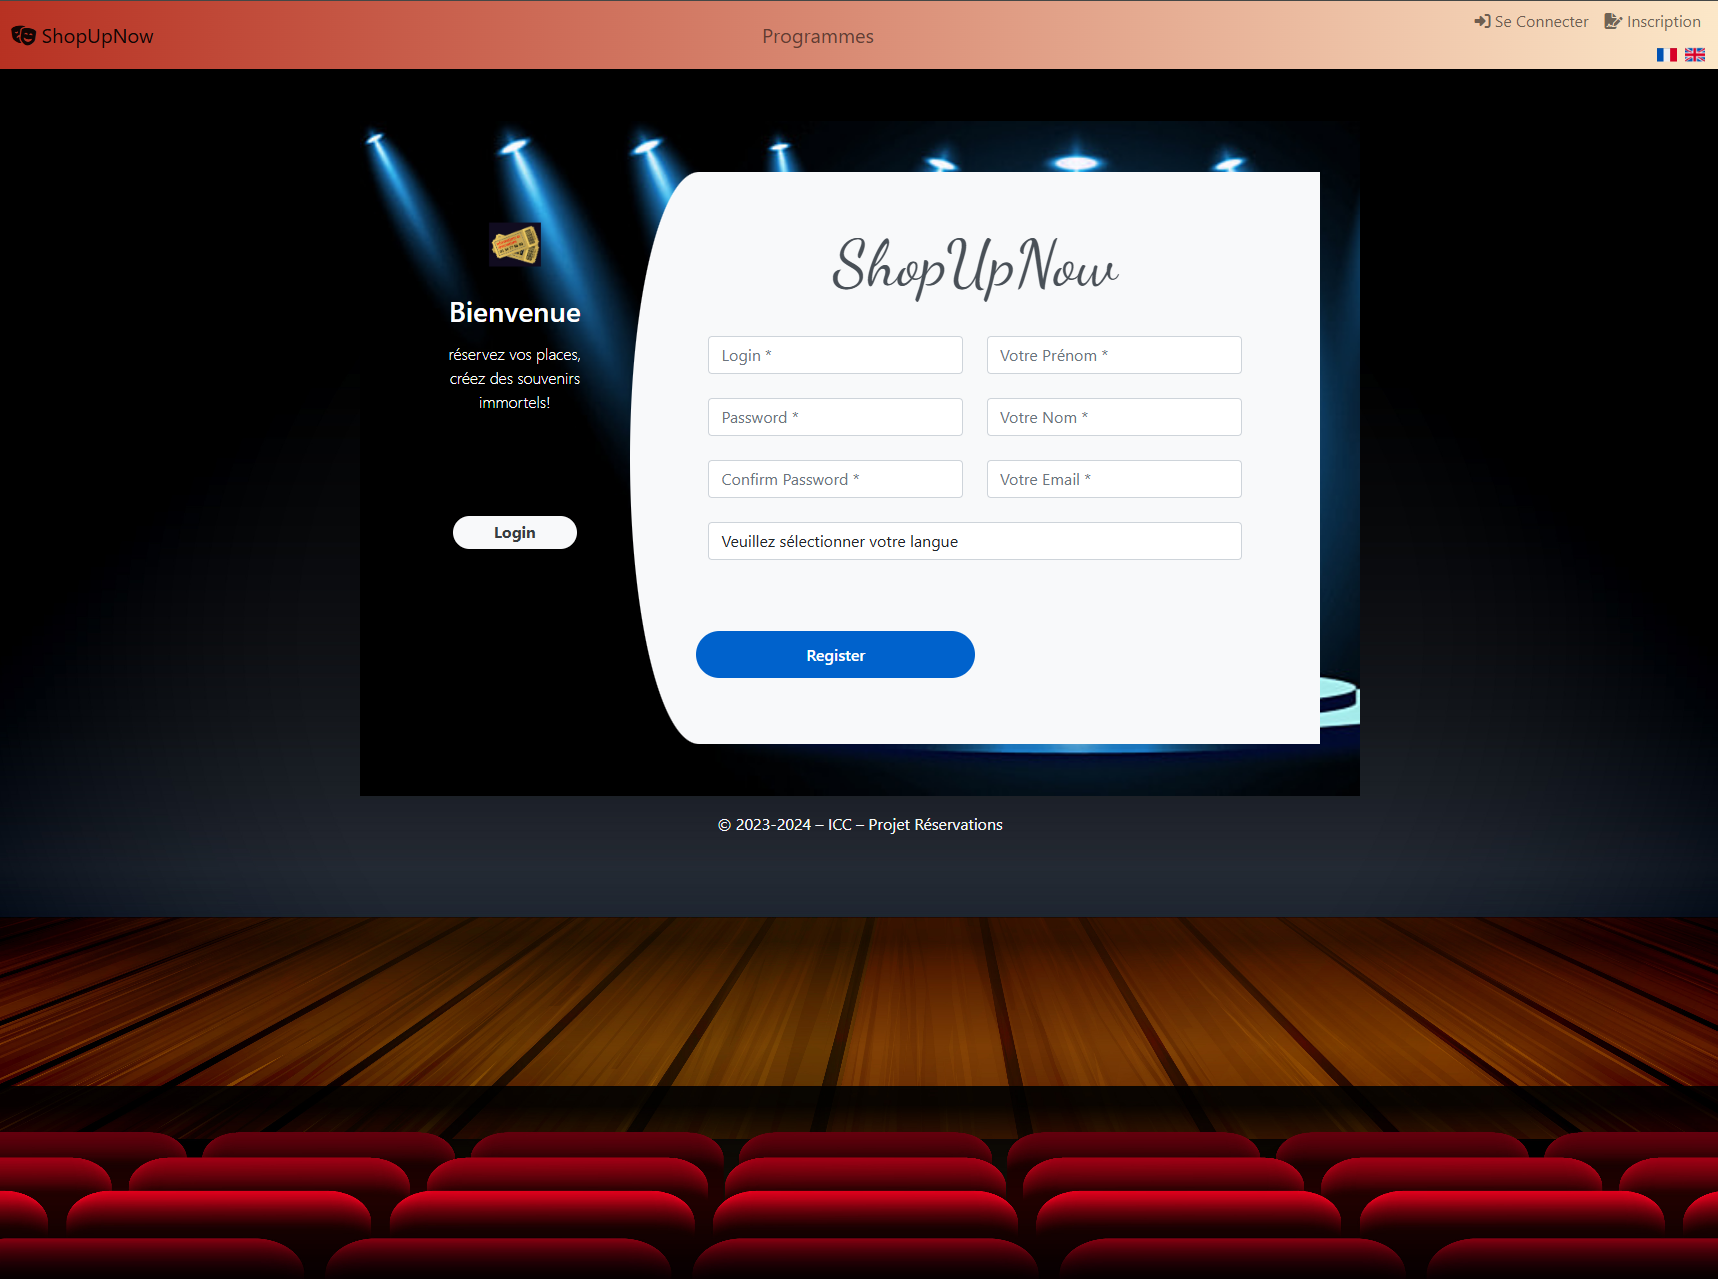 ShopUpNow
Programmes
Se Connecter
Inscription
Bienvenue
réservez vos places,
créez des souvenirs
immortels!
Login
ShopUpNow
Login *
Votre Prénom *
Password *
Votre Nom *
Confirm Password *
Votre Email *
Veuillez sélectionner votre langue
Register
© 2023-2024 – ICC – Projet Réservations